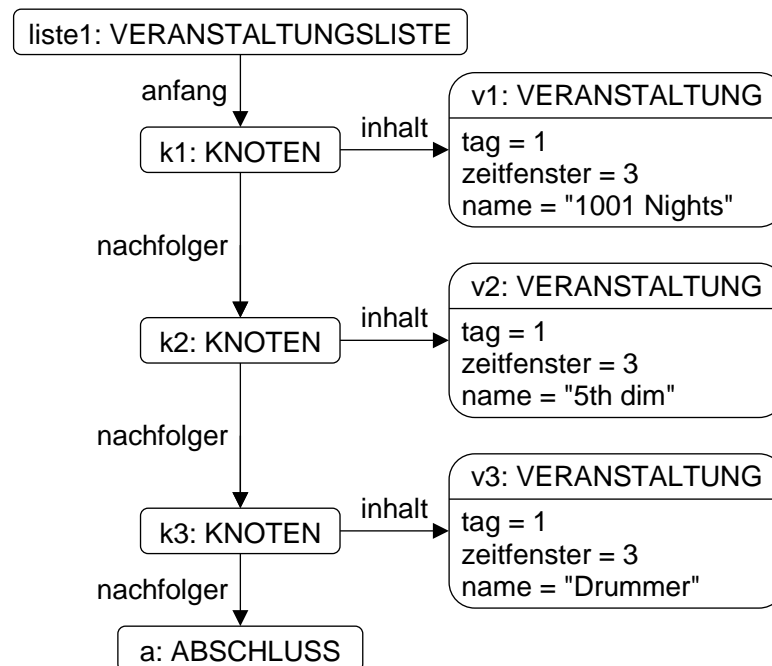 liste1: VERANSTALTUNGSLISTE
anfang
k1: KNOTEN
inhalt
v1: VERANSTALTUNG
tag = 1
zeitfenster = 3
name = "1001 Nights"
nachfolger
k2: KNOTEN
inhalt
v2: VERANSTALTUNG
tag = 1
zeitfenster = 3
name = "5th dim"
nachfolger
k3: KNOTEN
inhalt
v3: VERANSTALTUNG
tag = 1
zeitfenster = 3
name = "Drummer"
nachfolger
a: ABSCHLUSS